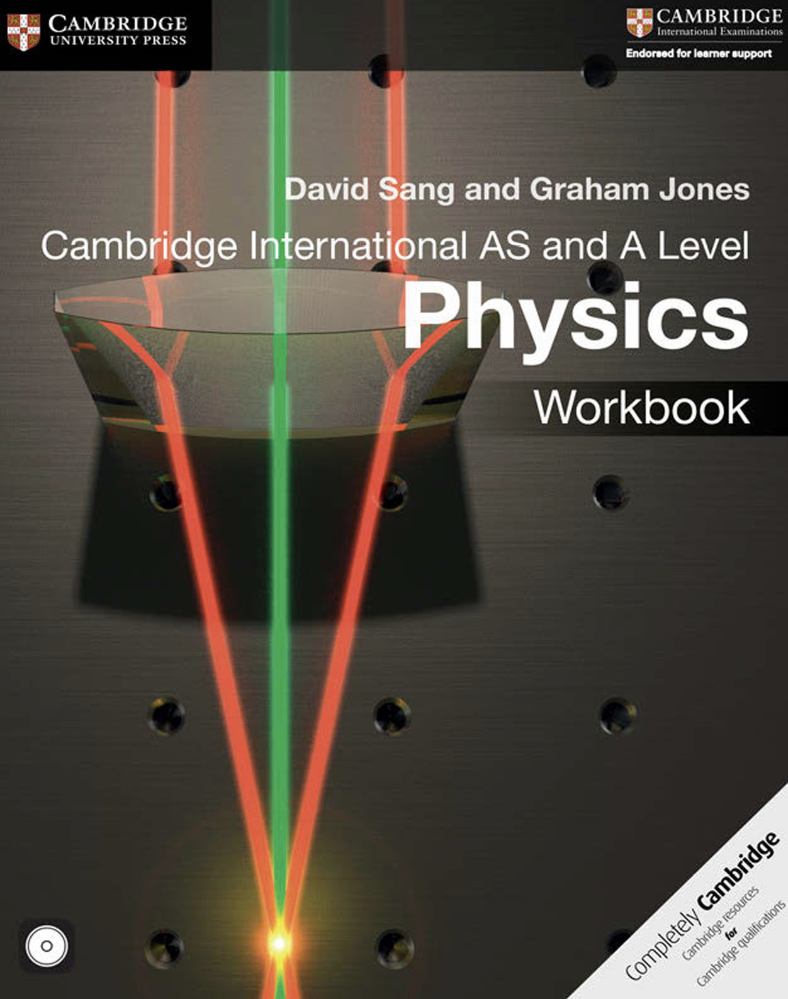 CAMBRIDGE
UNIVERSITY PRESS
CAMBRIDGE
International Examinations
Endorsed for learner support
David Sang and Graham Jones
Cambridge International AS and A Level
Physics
Workbook
Completely Cambridge
Cambridge resources
for
Cambridge qualifications